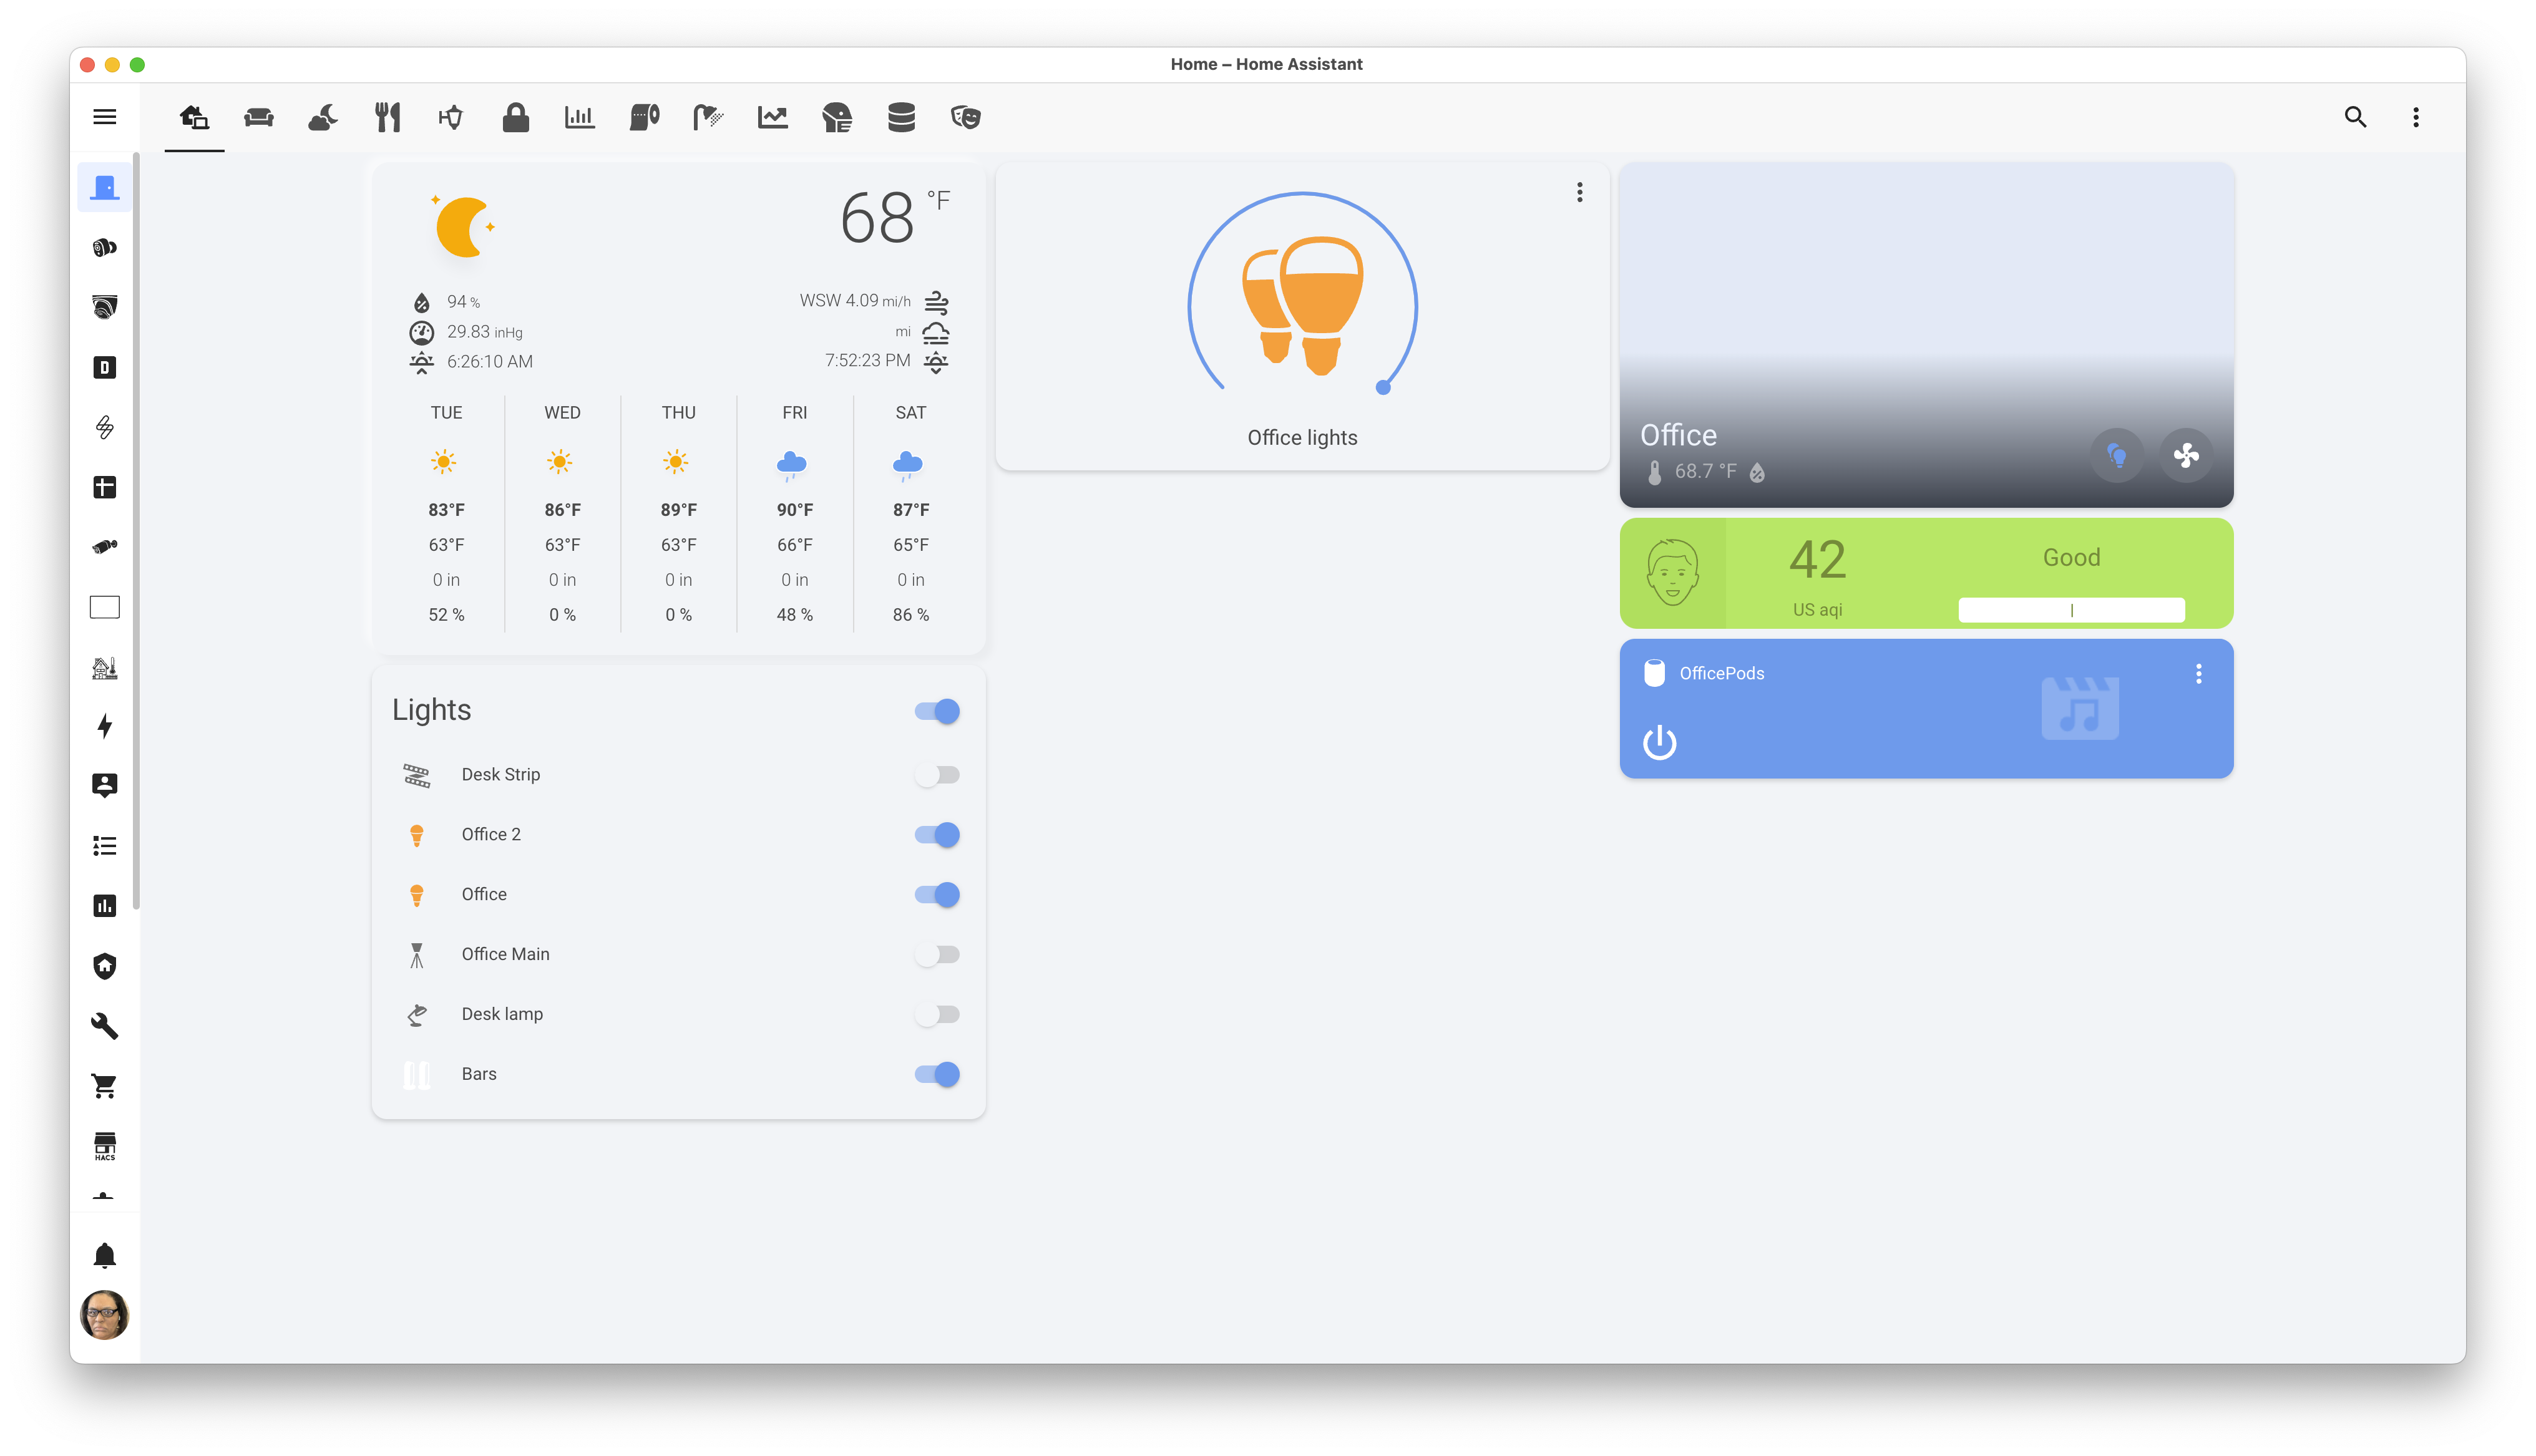 Home – Home Assistant
68 °F
94 %
WSW 4.09 mi/h
29.83 inHg
mi
6:26:10 AM
7:52:23 PM
TUE WED THU FRI SAT
83°F 86°F 89°F 90°F 87°F
63°F 63°F 63°F 66°F 65°F
0 in 0 in 0 in 0 in 0 in
52 % 0 % 0 % 48 % 86 %
Lights
Desk Strip
Office 2
Office
Office Main
Desk lamp
Bars
Office lights
Office
68.7 °F
42
Good
US aqi
OfficePods
D
HACS